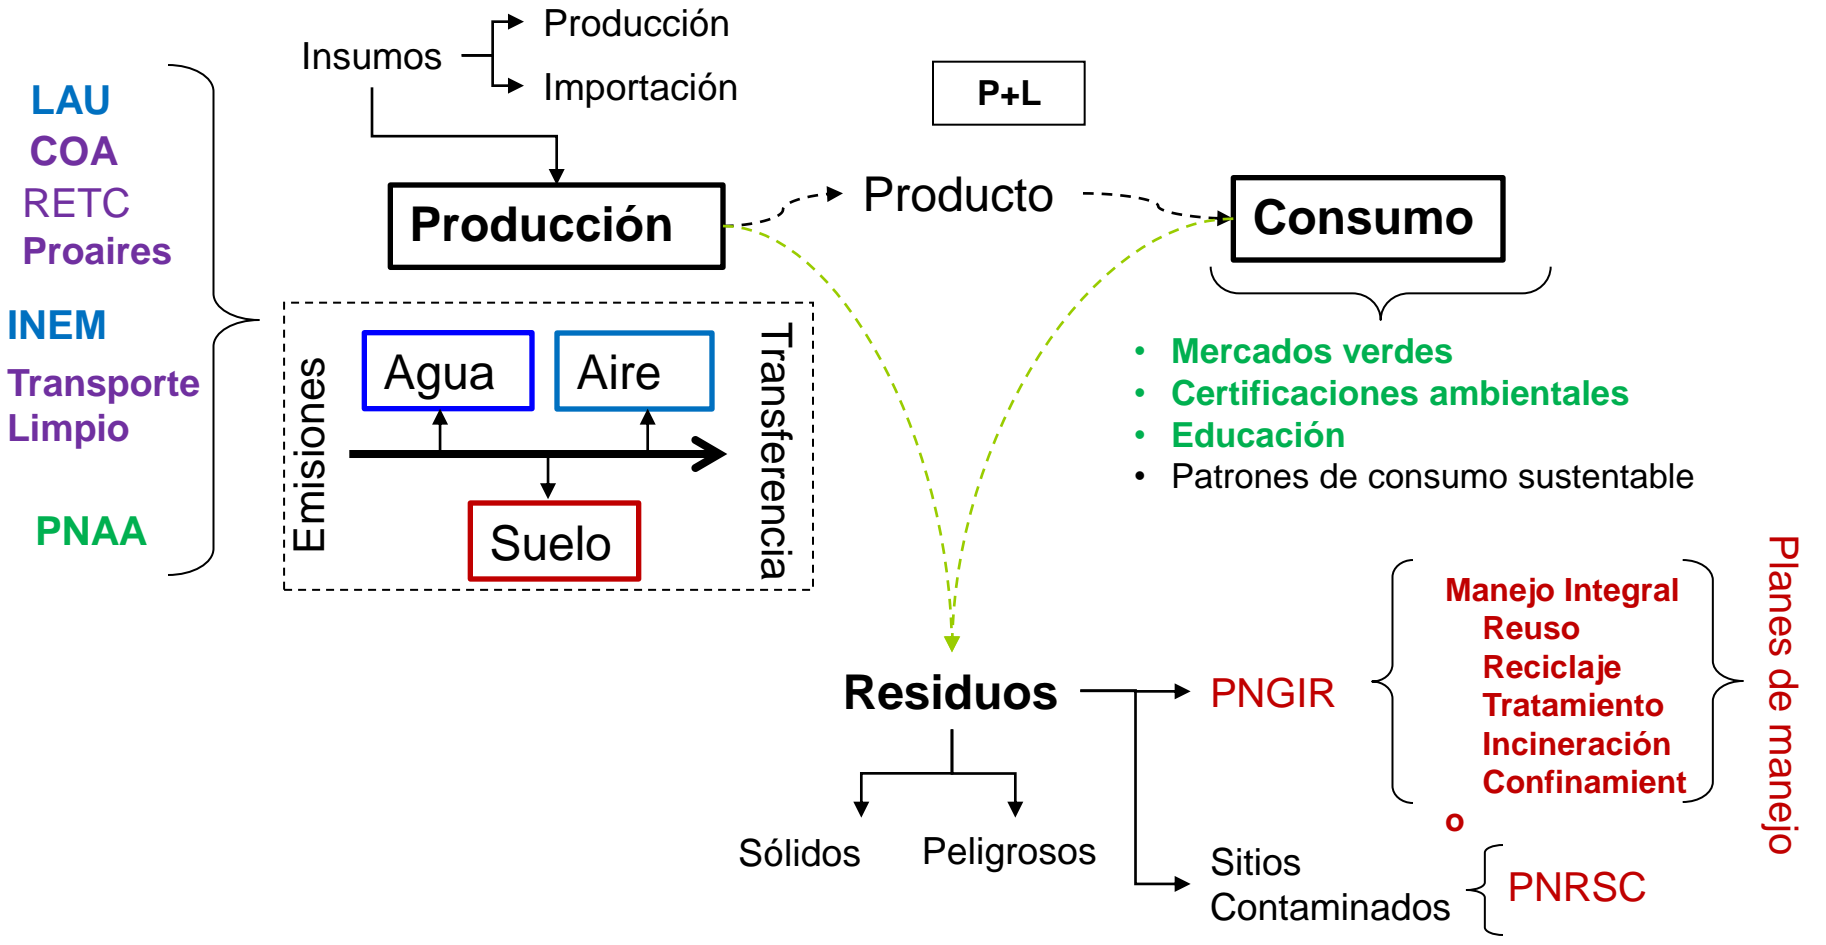 Insumos
Producción
Importación
P+L
LAU
COA
RETC
Proaires
INEM
Transporte
Limpio
PNAA
Producción
Producto
Consumo
Emisiones
Agua
Aire
Suelo
Transferencia
• Mercados verdes
• Certificaciones ambientales
• Educación
• Patrones de consumo sustentable
Residuos
Sólidos
Peligrosos
PNGIR
Manejo Integral
Reuso
Reciclaje
Tratamiento
Incineración
Confinamient
o
Planes de manejo
Sitios
Contaminados
PNRSC